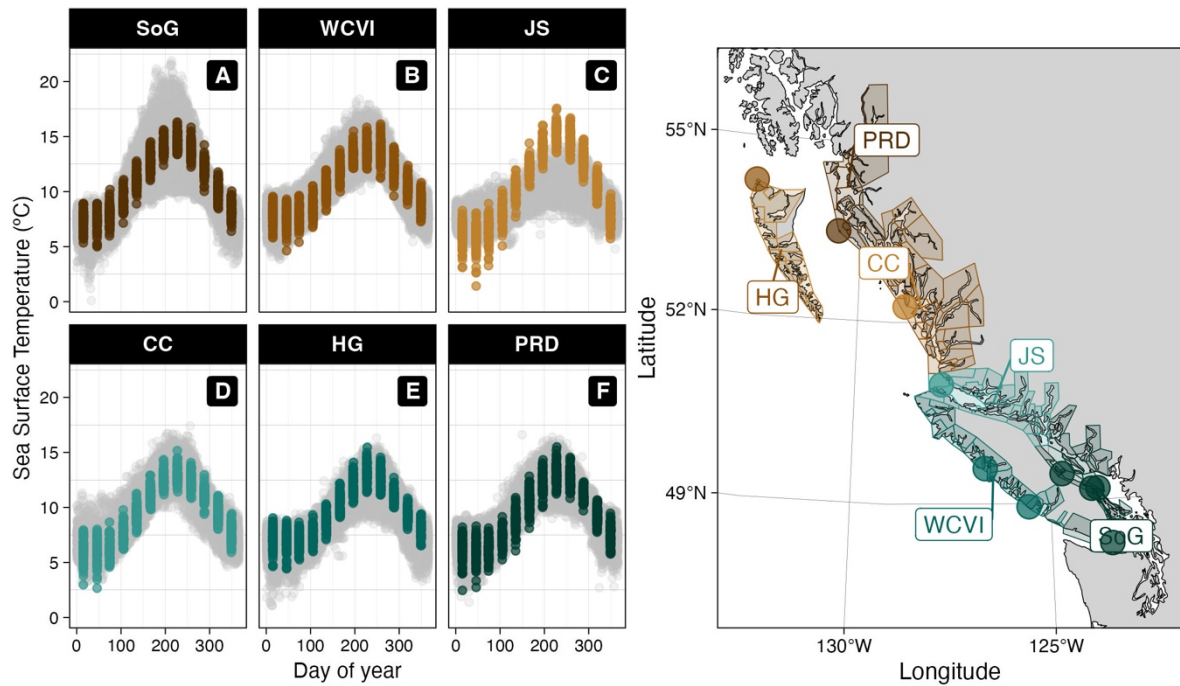 SoG WCVI JS
A B C
20
15
10
5
0
CC HG PRD
D E F
20
15
10
5
0
0 100 200 300 0 100 200 300 0 100 200 300
Day of year
Sea Surface Temperature (ºC)
55°N
52°N
49°N
Latitude
PRD
CC
HG
JS
WCVI
SoG
130°W 125°W
Longitude